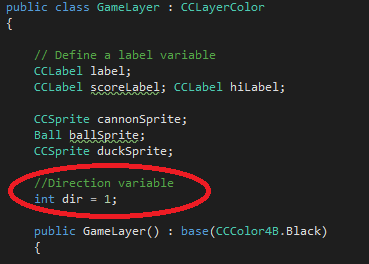 public class GameLayer : CCLayerColor
{
// Define a label variable
CCLabel label;
CCLabel scoreLabel; CCLabel hiLabel;
CCSprite cannonSprite;
Ball ballSprite;
CCSprite duckSprite;
//Direction variable
int dir = 1;
public GameLayer() : base(CCColor4B.Black)
{